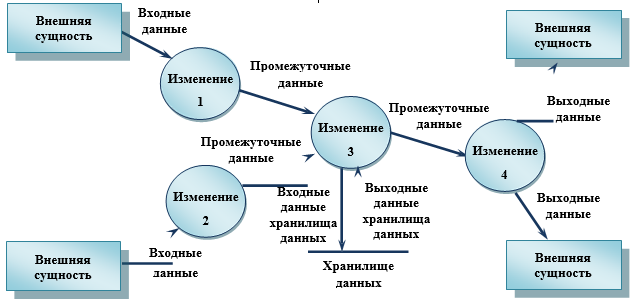 Внешняя
сущность
Входные
данные
Изменение
1
Промежуточные
данные
Изменение
3
Промежуточные
данные
Промежуточные
данные
Изменение
4
Выходные
данные
Внешняя
сущность
Изменение
2
Входные
данные
хранилища
данных
Выходные
данные
хранилища
данных
Выходные
данные
Внешняя
сущность
Входные
данные
Хранилище
данных
Внешняя
сущность